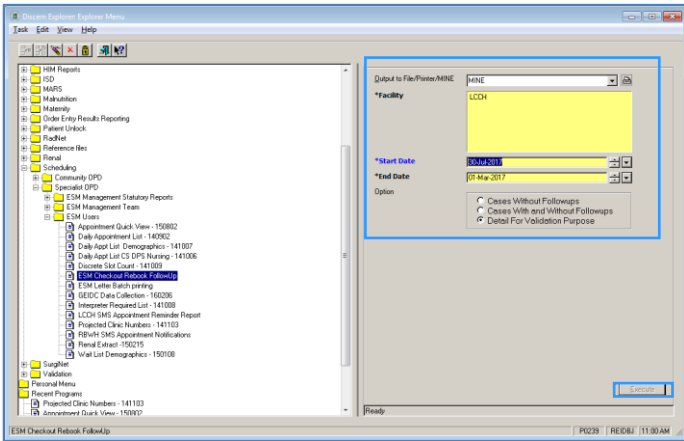 Discern Explorer Explorer Menu
Task Edit View Help
HIM Reports
ISD
MARS
Malnutrition
Maternity
Order Entry Results Reporting
Patient Unlock
RadNet
Reference files
Renal
Scheduling
Community OPD
Specialist OPD
ESM Management Statutory Reports
ESM Management Team
ESM Users
Appointment Quick View - 150802
Daily Appointment List - 140902
Daily Appt List Demographics - 141007
Daily Appt List CS DPS Nursing - 141006
Discrete Slot Count - 141009
ESM Checkout Rebook FollowUp
ESM Letter Batch printing
GEIDC Data Collection - 160206
Interpreter Required List - 141008
LCCH SMS Appointment Reminder Report
Projected Clinic Numbers - 141103
RBWH SMS Appointment Notifications
Renal Extract -150215
Wait List Demographics - 150108
SurgiNet
Validation
Personal Menu
Recent Programs
Projected Clinic Numbers - 141103
Appointment Quick View - 150802
Output to File/Printer/MINE
MINE
*Facility
LCCH
*Start Date
30-Jul-2017
*End Date
01-Mar-2017
Option
Cases Without Followups
Cases With and Without Followups
Detail For Validation Purpose
Execute
Ready
ESM Checkout Rebook FollowUp
P0239 REIDBJ 11:00 AM